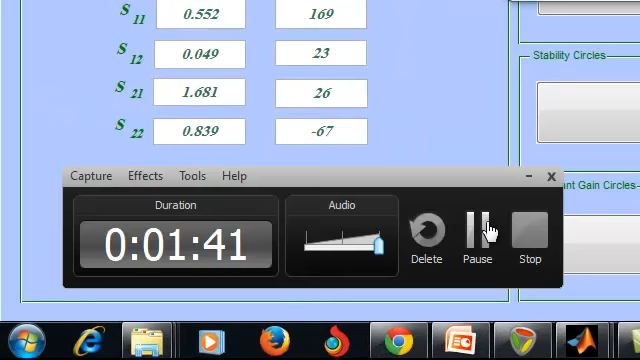 S 11 0.552 169
S 12 0.049 23
Stability Circles
S 21 1.681 26
S 22 0.839 -67
Capture Effects Tools Help
ant Gain Circles
Duration Audio
0:01:41
Delete Pause Stop